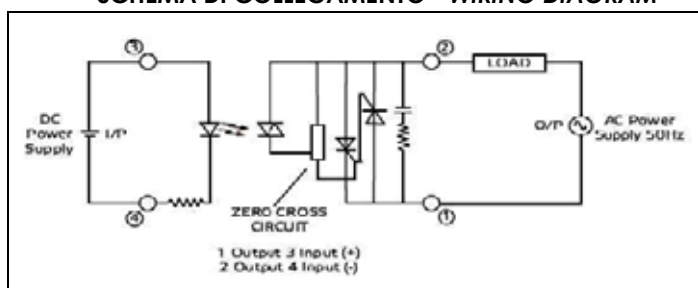 SCHEMA DI COLLEGAMENTO - WIRING DIAGRAM
3
2
LOAD
DC
Power
Supply
I/P
O/P
AC Power
Supply 50Hz
4
1
ZERO CROSS
CIRCUIT
1 Output 3 Input (+)
2 Output 4 Input (-)